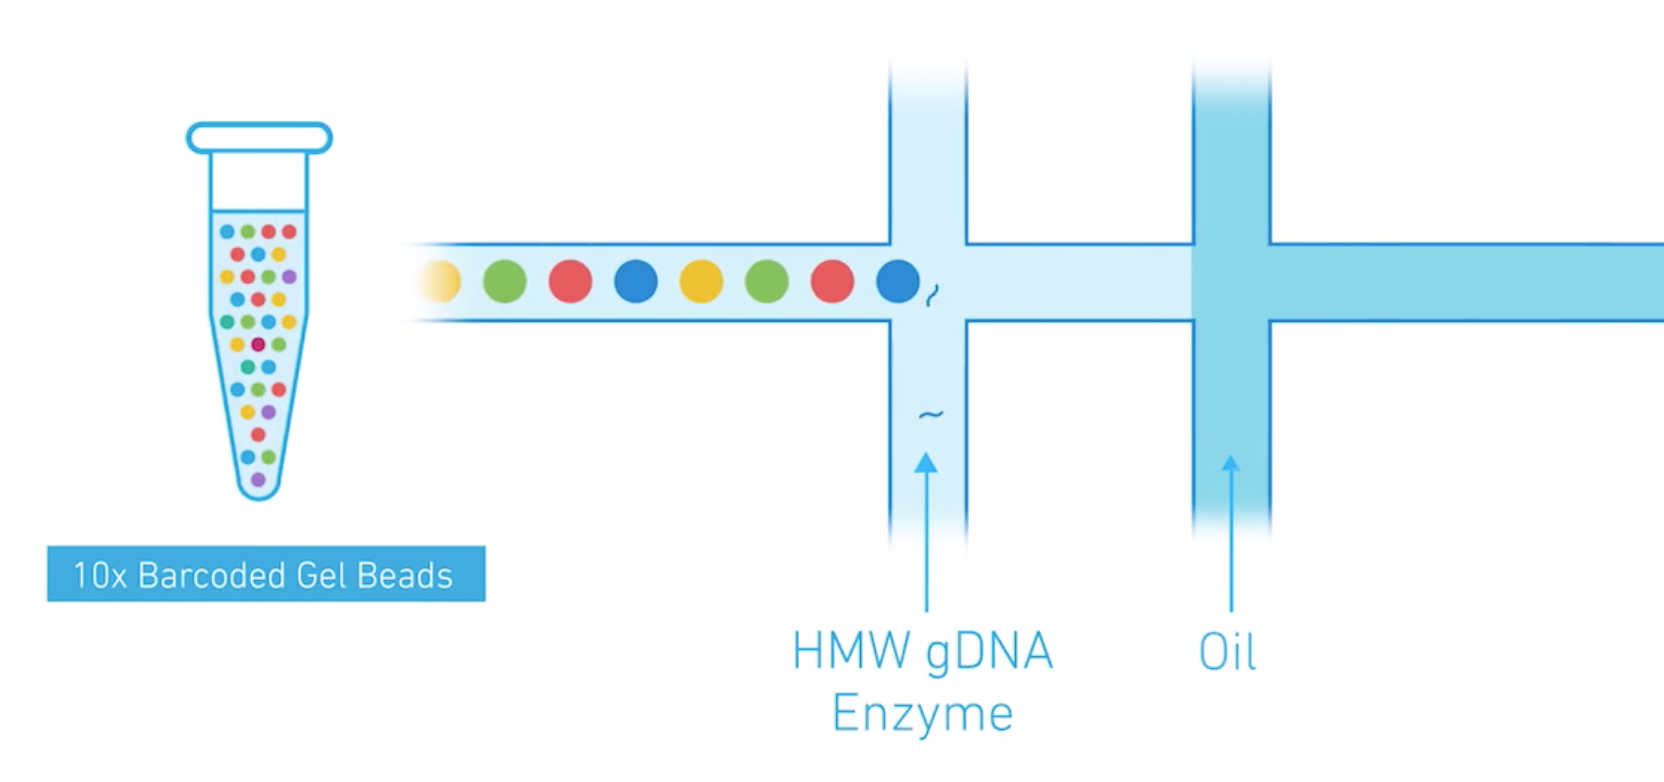 10x Barcoded Gel Beads
HMW gDNA
Enzyme
Oil